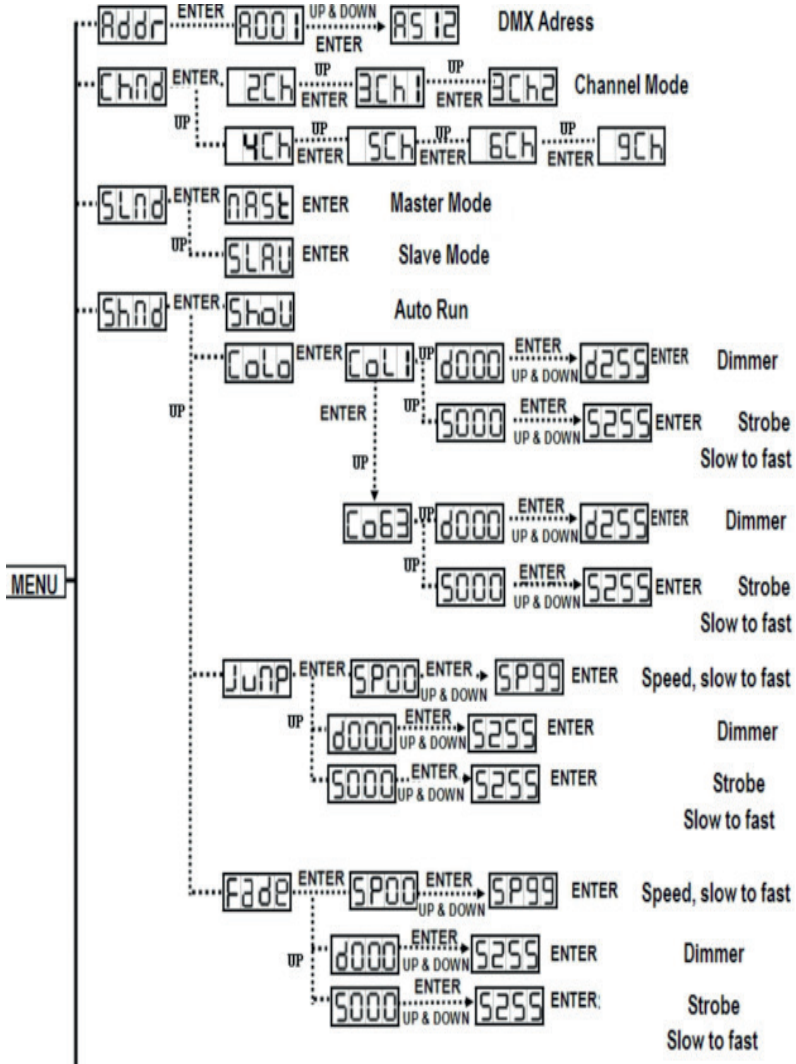 Addr ENTER A001 UP & DOWN ENTER AS12 DMX Adress
ChMd ENTER 2Ch UP ENTER 3Ch1 UP ENTER 3Ch2 Channel Mode
UP 4Ch UP ENTER 5Ch UP ENTER 6Ch UP ENTER 9Ch
SLMd ENTER MASt ENTER Master Mode
UP SLAV ENTER Slave Mode
ShMd ENTER ShoU Auto Run
UP
CoLo ENTER CoL1 UP d000 ENTER UP & DOWN d255 ENTER Dimmer
ENTER UP S000 ENTER UP & DOWN S255 ENTER Strobe
Slow to fast
UP
Co63 UP d000 ENTER UP & DOWN d255 ENTER Dimmer
UP S000 ENTER UP & DOWN S255 ENTER Strobe
Slow to fast
MENU
JuMP ENTER SP00 ENTER UP & DOWN SP99 ENTER Speed, slow to fast
UP d000 ENTER UP & DOWN S255 ENTER Dimmer
S000 ENTER UP & DOWN S255 ENTER Strobe
Slow to fast
FadE ENTER SP00 ENTER UP & DOWN SP99 ENTER Speed, slow to fast
UP d000 ENTER UP & DOWN S255 ENTER Dimmer
S000 ENTER UP & DOWN S255 ENTER: Strobe
Slow to fast